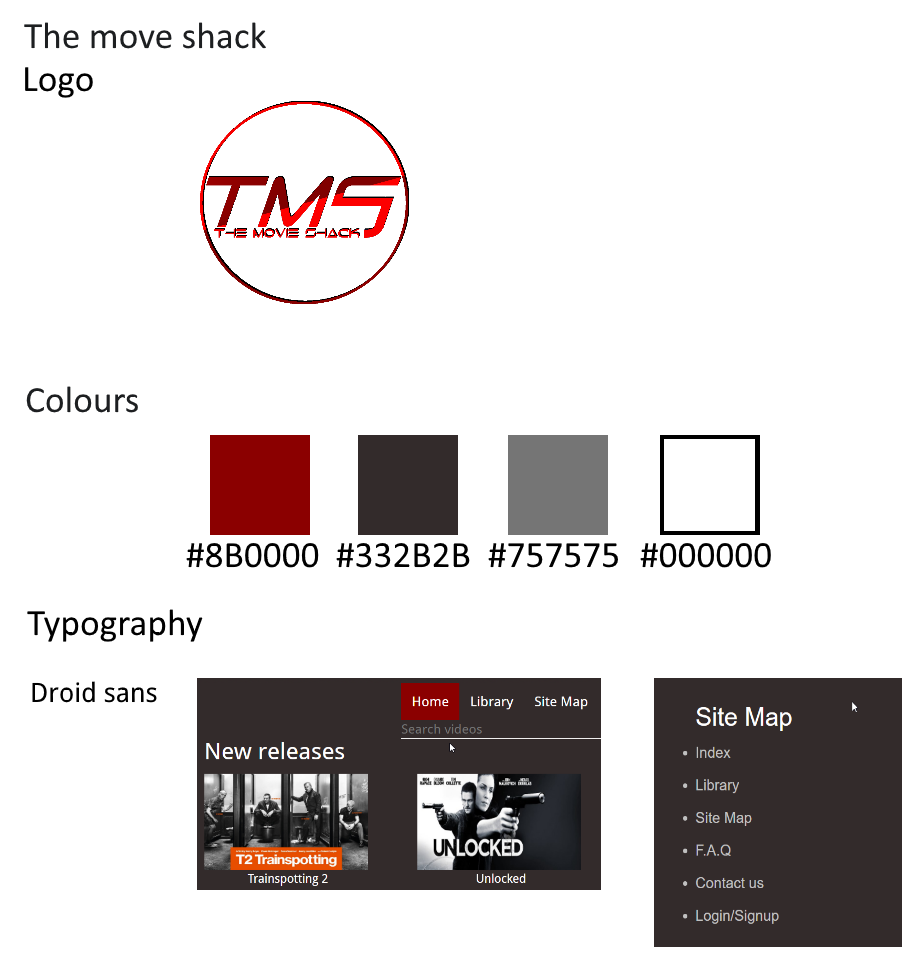 The move shack
Logo
TMS
THE MOVIE SHACK
Colours
#8B0000 #332B2B #757575 #000000
Typography
Droid sans
Home Library Site Map
Search videos
New releases
T2 Trainspotting
UNLOCKED
Trainspotting 2
Unlocked
Site Map
Index
Library
Site Map
F.A.Q
Contact us
Login/Signup